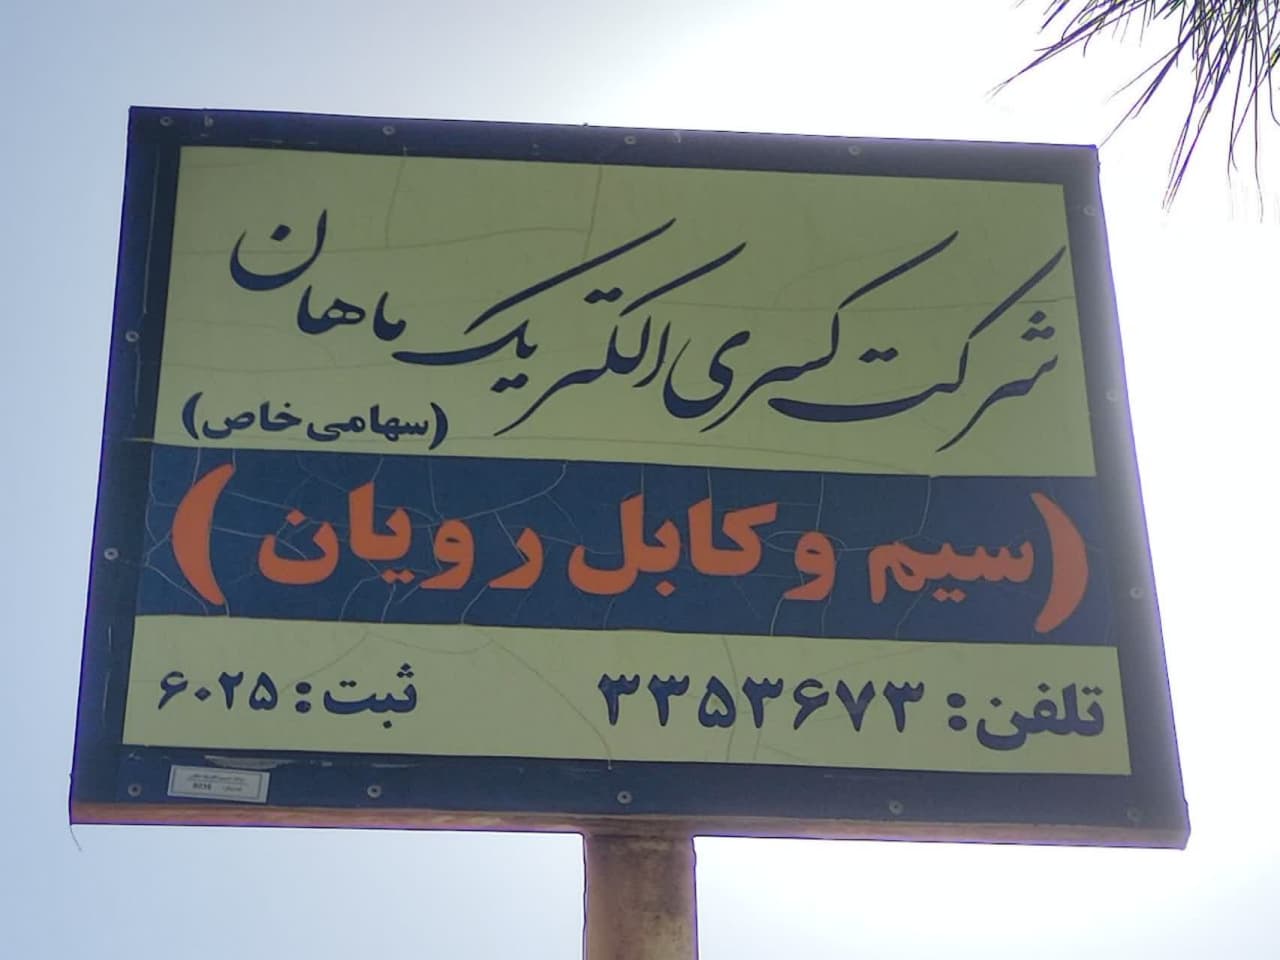 شرکت کسری الکتریک ماهان
(سهامی خاص)
(سیم و کابل رویان)
تلفن: ۳۳۵۳۶۷۳
ثبت: ۶۰۲۵